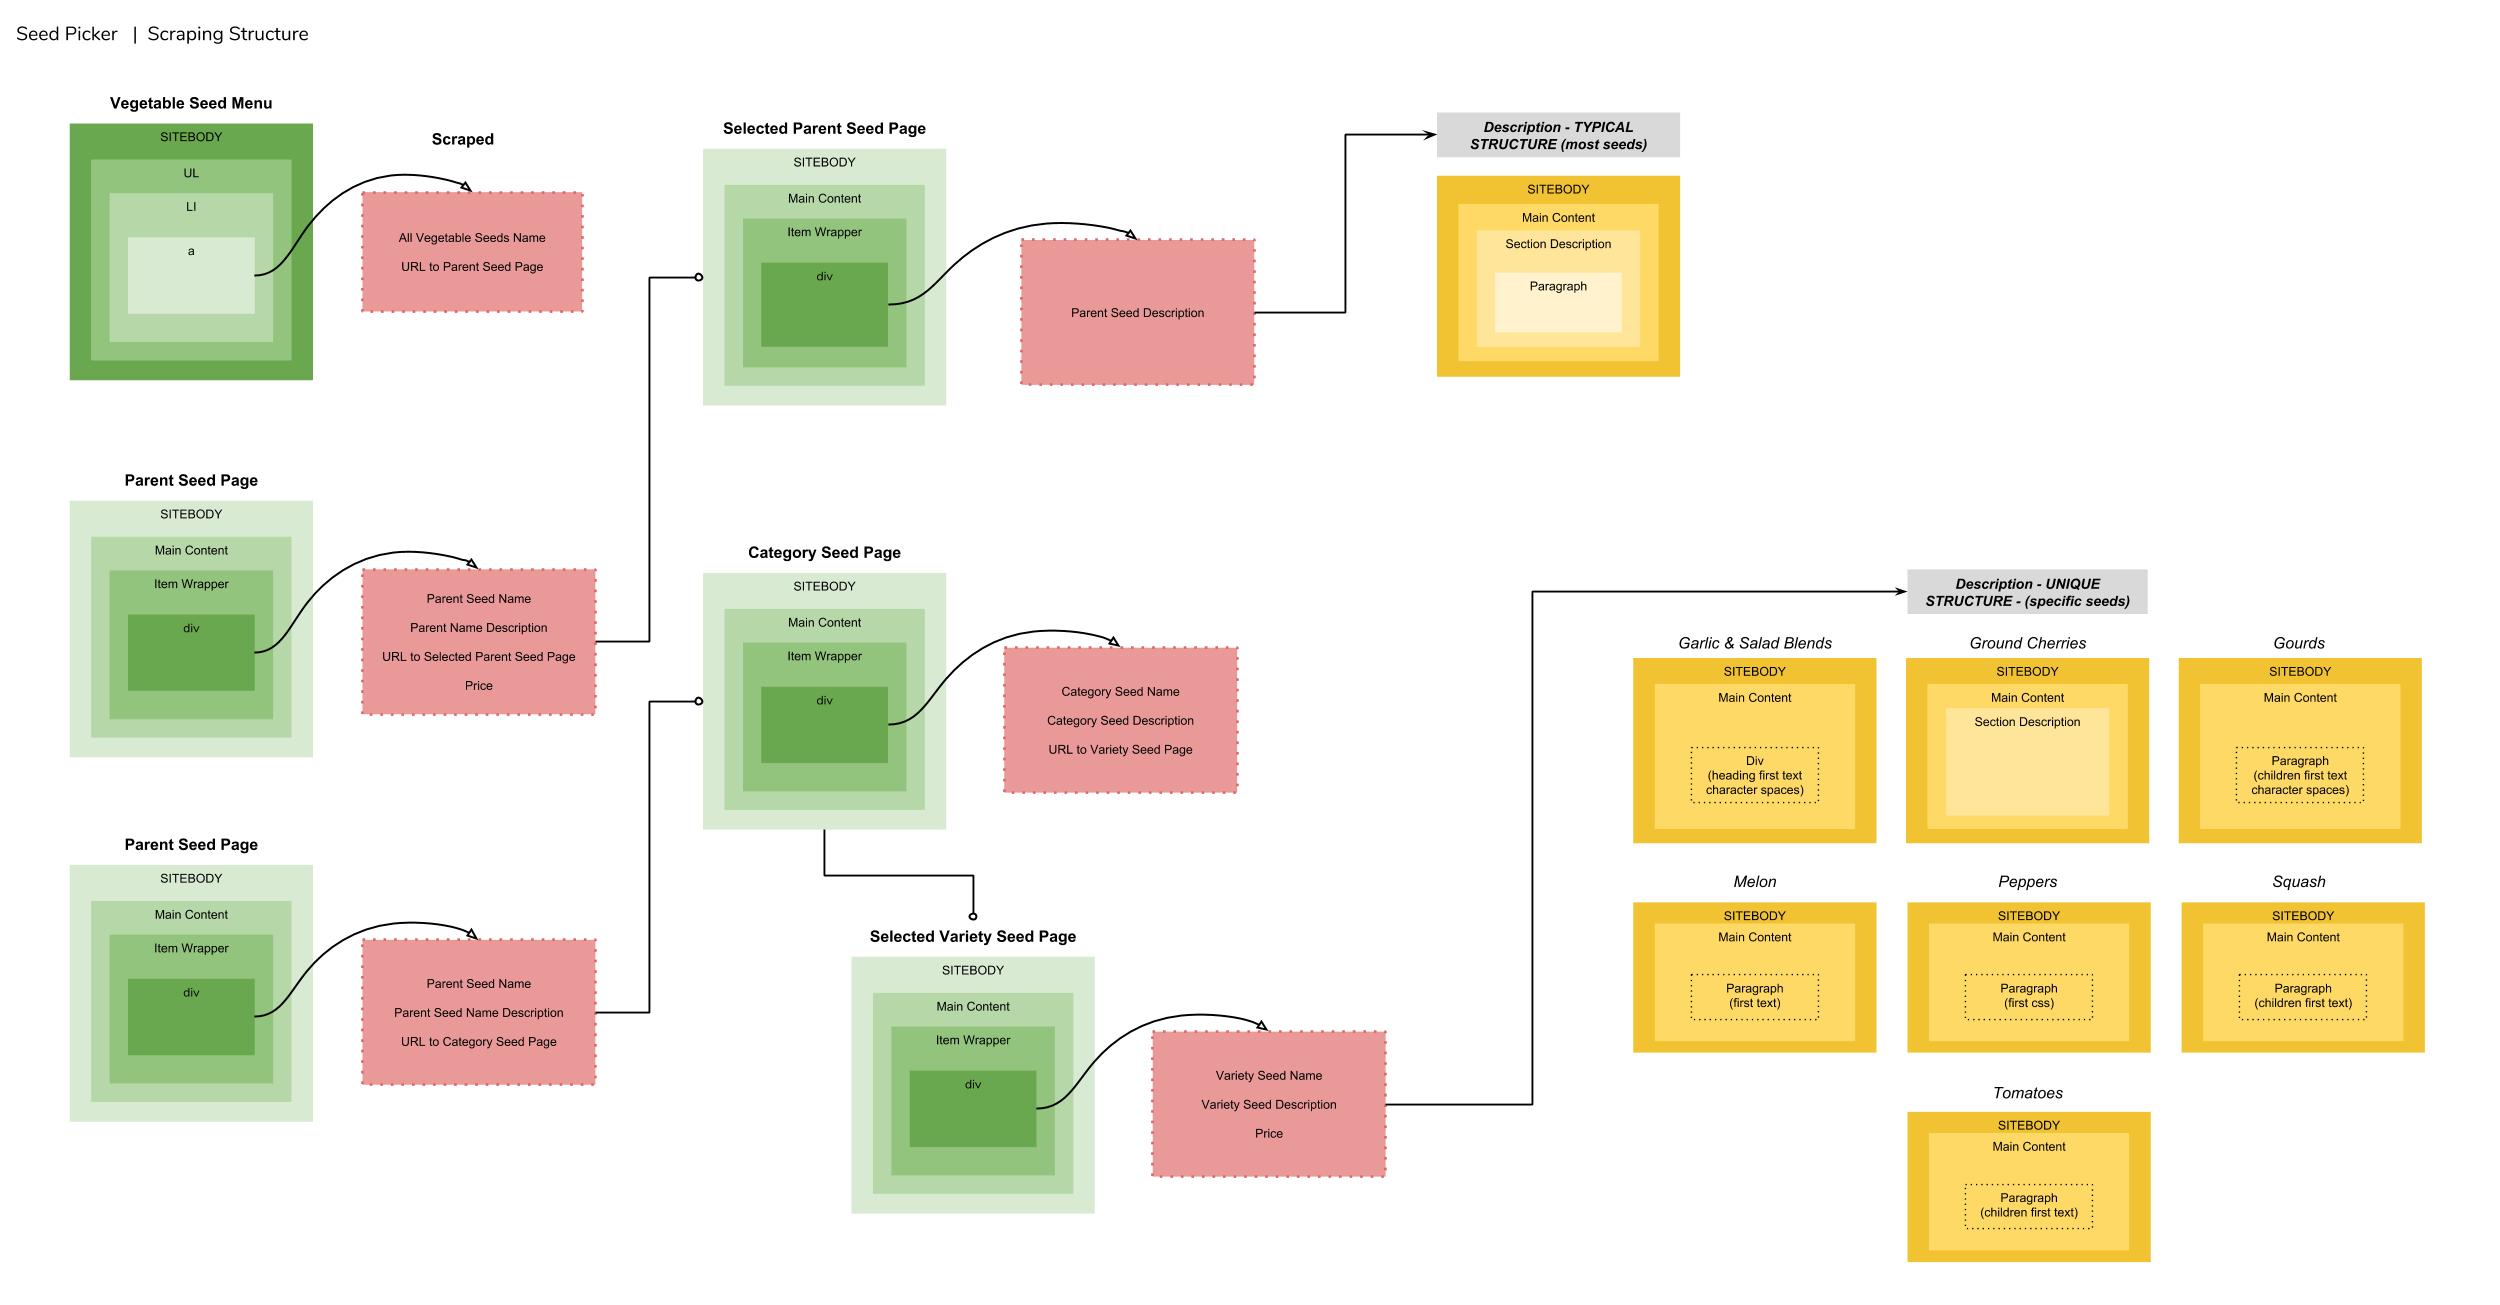 Seed Picker | Scraping Structure
Vegetable Seed Menu
SITEBODY
UL
LI
a
Scraped
All Vegetable Seeds Name
URL to Parent Seed Page
Selected Parent Seed Page
SITEBODY
Main Content
Item Wrapper
div
Parent Seed Description
Description - TYPICAL
STRUCTURE (most seeds)
SITEBODY
Main Content
Section Description
Paragraph
Parent Seed Page
SITEBODY
Main Content
Item Wrapper
div
Parent Seed Name
Parent Name Description
URL to Selected Parent Seed Page
Price
Category Seed Page
SITEBODY
Main Content
Item Wrapper
div
Category Seed Name
Category Seed Description
URL to Variety Seed Page
Parent Seed Page
SITEBODY
Main Content
Item Wrapper
div
Parent Seed Name
Parent Seed Name Description
URL to Category Seed Page
Selected Variety Seed Page
SITEBODY
Main Content
Item Wrapper
div
Variety Seed Name
Variety Seed Description
Price
Description - UNIQUE
STRUCTURE - (specific seeds)
Garlic & Salad Blends
SITEBODY
Main Content
Div
(heading first text
character spaces)
Ground Cherries
SITEBODY
Main Content
Section Description
Gourds
SITEBODY
Main Content
Paragraph
(children first text
character spaces)
Melon
SITEBODY
Main Content
Paragraph
(first text)
Peppers
SITEBODY
Main Content
Paragraph
(first css)
Squash
SITEBODY
Main Content
Paragraph
(children first text)
Tomatoes
SITEBODY
Main Content
Paragraph
(children first text)